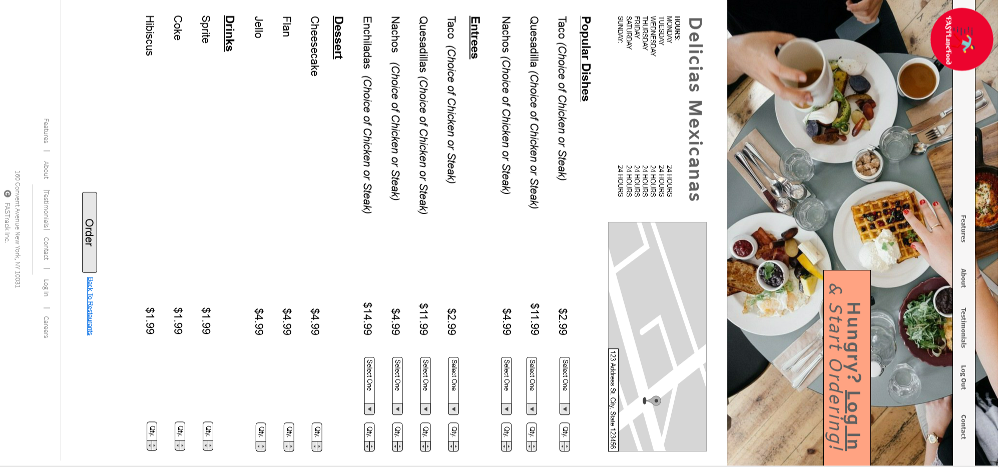 FASTLaneFood
Features About Testimonials Log Out Contact
Hungry? Log In
& Start Ordering!
Delicias Mexicanas
HOURS:
MONDAY 24 HOURS
TUESDAY 24 HOURS
WEDNESDAY 24 HOURS
THURSDAY 24 HOURS
FRIDAY 24 HOURS
SATURDAY 24 HOURS
SUNDAY: 24 HOURS
123 Address St. City, State 123456
Popular Dishes
Taco (Choice of Chicken or Steak) $2.99 Select One Qty.
Quesadilla (Choice of Chicken or Steak) $11.99 Select One Qty.
Nachos (Choice of Chicken or Steak) $4.99 Select One Qty.
Entrees
Taco (Choice of Chicken or Steak) $2.99 Select One Qty.
Quesadillas (Choice of Chicken or Steak) $11.99 Select One Qty.
Nachos (Choice of Chicken or Steak) $4.99 Select One Qty.
Enchiladas (Choice of Chicken or Steak) $14.99 Select One Qty.
Dessert
Cheesecake $4.99 Qty.
Flan $4.99 Qty.
Jello $4.99 Qty.
Drinks
Sprite $1.99 Qty.
Coke $1.99 Qty.
Hibiscus $1.99 Qty.
Order Back To Restaurants
Features | About |Testimonials| Contact | Log In | Careers
160 Convent Avenue New York, NY 10031
© FASTrack Inc.